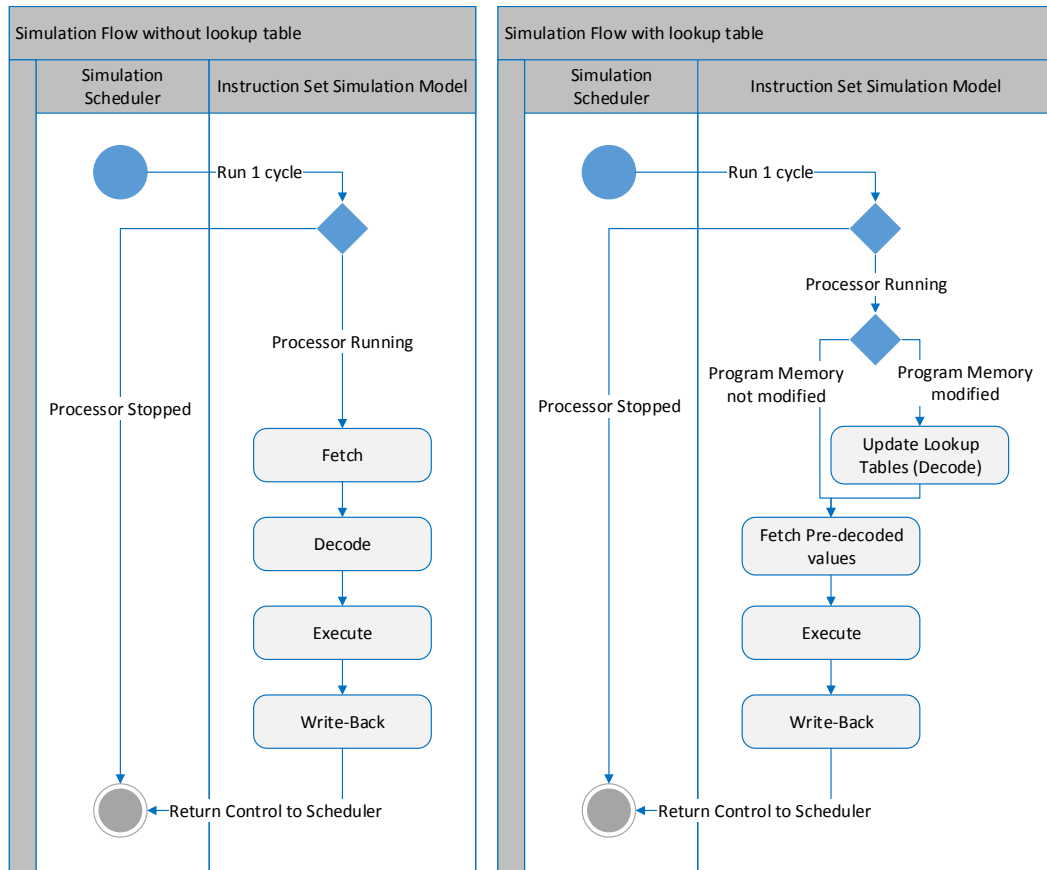 Simulation Flow without lookup table
Simulation
Scheduler
Instruction Set Simulation Model
Run 1 cycle
Processor Running
Processor Stopped
Fetch
Decode
Execute
Write-Back
Return Control to Scheduler
Simulation Flow with lookup table
Simulation
Scheduler
Instruction Set Simulation Model
Run 1 cycle
Processor Running
Program Memory
not modified
Program Memory
modified
Processor Stopped
Update Lookup
Tables (Decode)
Fetch Pre-decoded
values
Execute
Write-Back
Return Control to Scheduler